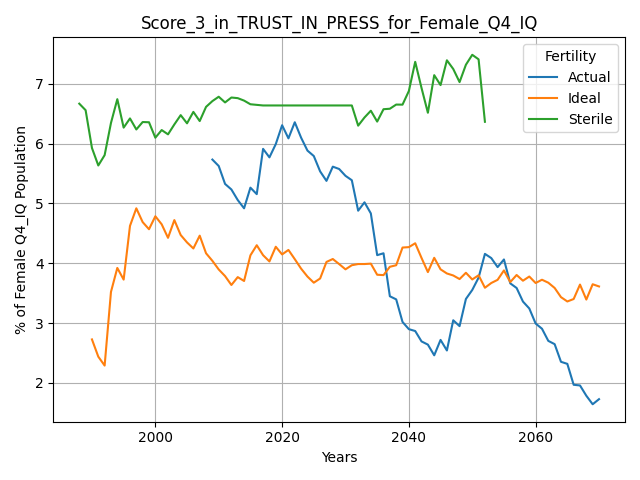 Score_3_in_TRUST_IN_PRESS_for_Female_Q4_IQ
Fertility
Actual
Ideal
Sterile
% of Female Q4_IQ Population
7
6
5
4
3
2
2000 2020 2040 2060
Years